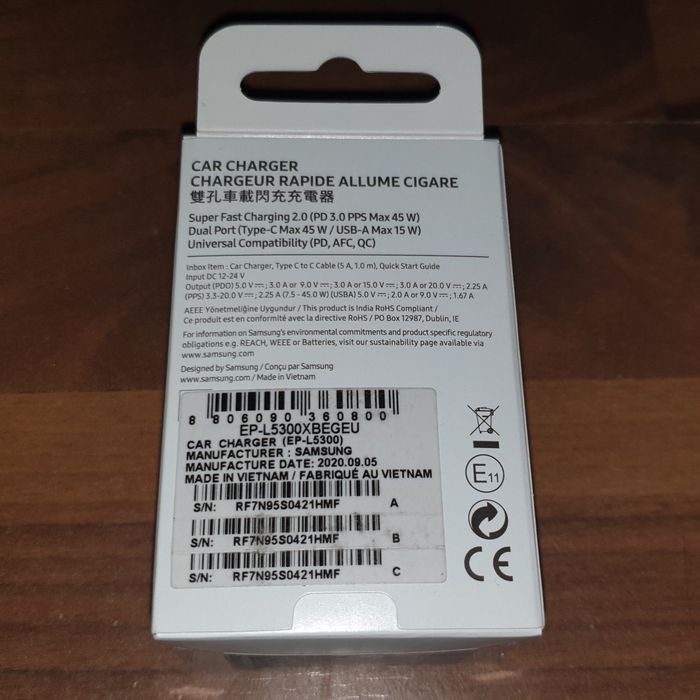 CAR CHARGER
CHARGEUR RAPIDE ALLUME CIGARE
雙孔車載閃充充電器
Super Fast Charging 2.0 (PD 3.0 PPS Max 45 W)
Dual Port (Type-C Max 45 W / USB-A Max 15 W)
Universal Compatibility (PD, AFC, QC)
Inbox Item : Car Charger, Type C to C Cable (5 A, 1.0 m), Quick Start Guide
Input DC 12-24 V
Output (PDO) 5.0 V⎓; 3.0 A or 9.0 V⎓; 3.0 A or 15.0 V⎓; 3.0 A or 20.0 V⎓; 2.25 A
(PPS) 3.3-20.0 V⎓; 2.25 A (7.5 - 45.0 W) (USBA) 5.0 V⎓; 2.0 A or 9.0 V⎓; 1.67 A
AEEE Yönetmeliğine Uygundur / This product is India RoHS Compliant /
Ce produit est en conformité avec la directive RoHS / PO Box 12987, Dublin, IE
For information on Samsung's environmental commitments and product specific regulatory
obligations e.g. REACH, WEEE or Batteries, visit our sustainability page available via
www.samsung.com
Designed by Samsung / Conçu par Samsung
www.samsung.com / Made in Vietnam
8 806090 360800
EP-L5300XBEGEU
CAR CHARGER (EP-L5300)
MANUFACTURER : SAMSUNG
MANUFACTURE DATE: 2020.09.05
MADE IN VIETNAM / FABRIQUÉ AU VIETNAM
S/N: RF7N95S0421HMF A
S/N: RF7N95S0421HMF B
S/N: RF7N95S0421HMF C
E11
CE